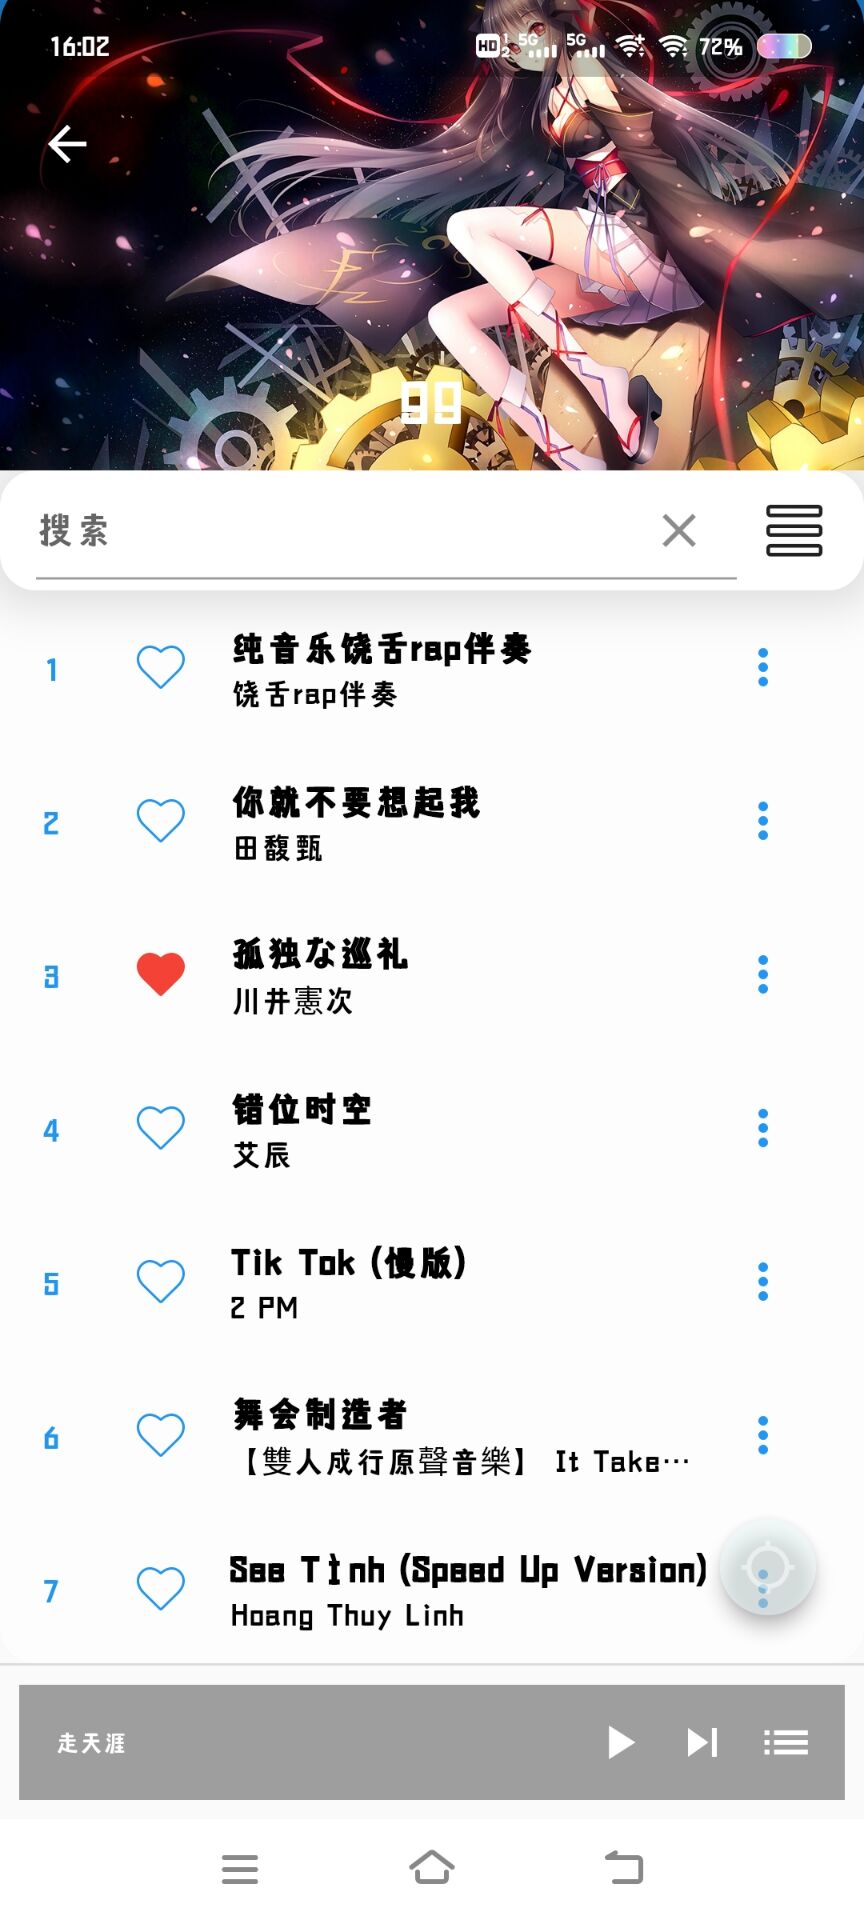 16:02
HD 1 2 5G 5G 72%
99
搜索
1
纯音乐饶舌rap伴奏
饶舌rap伴奏
2
你就不要想起我
田馥甄
3
孤独な巡礼
川井憲次
4
错位时空
艾辰
5
Tik Tok (慢版)
2 PM
6
舞会制造者
【雙人成行原聲音樂】 It Take…
7
See Tình (Speed Up Version)
Hoang Thuy Linh
走天涯